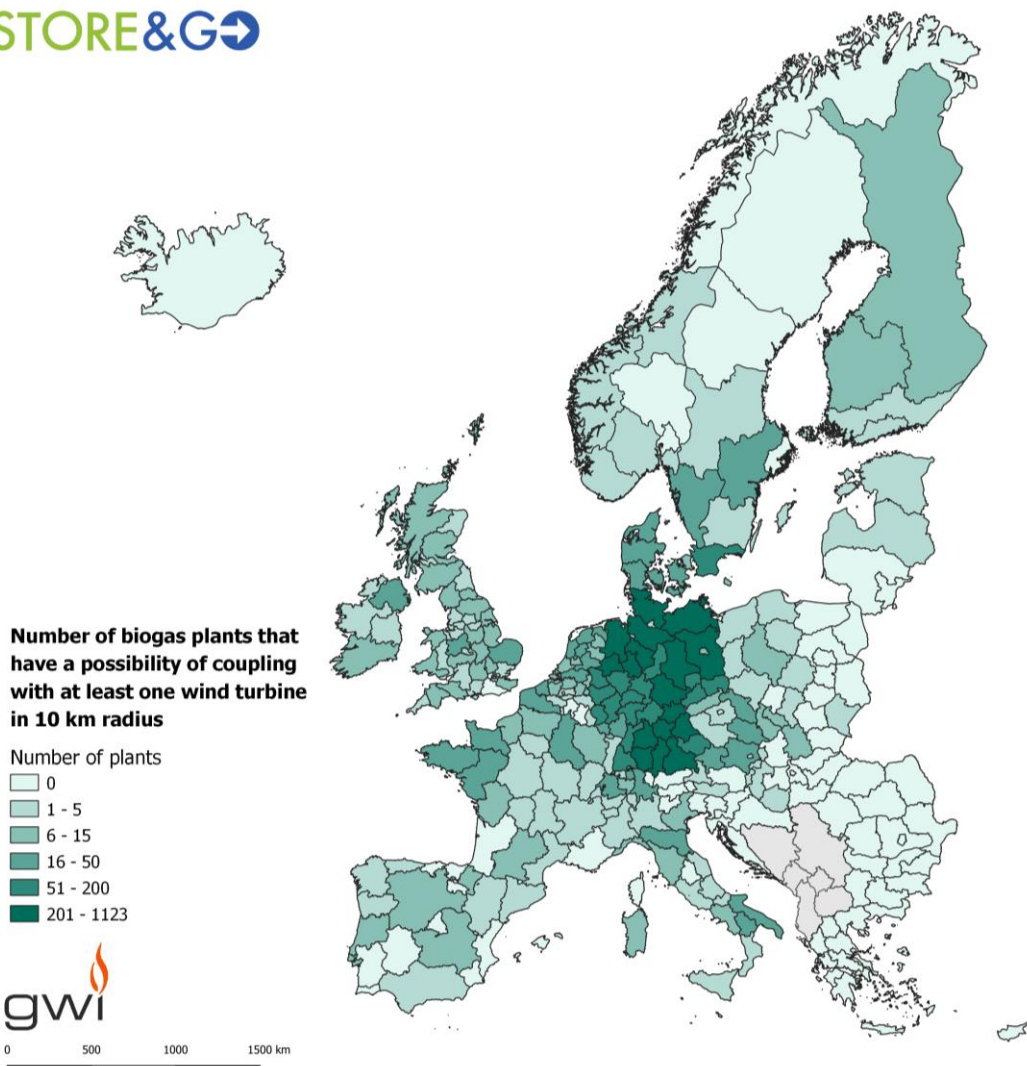 STORE&GO
Number of biogas plants that
have a possibility of coupling
with at least one wind turbine
in 10 km radius
Number of plants
0
1 - 5
6 - 15
16 - 50
51 - 200
201 - 1123
gwi
0 500 1000 1500 km